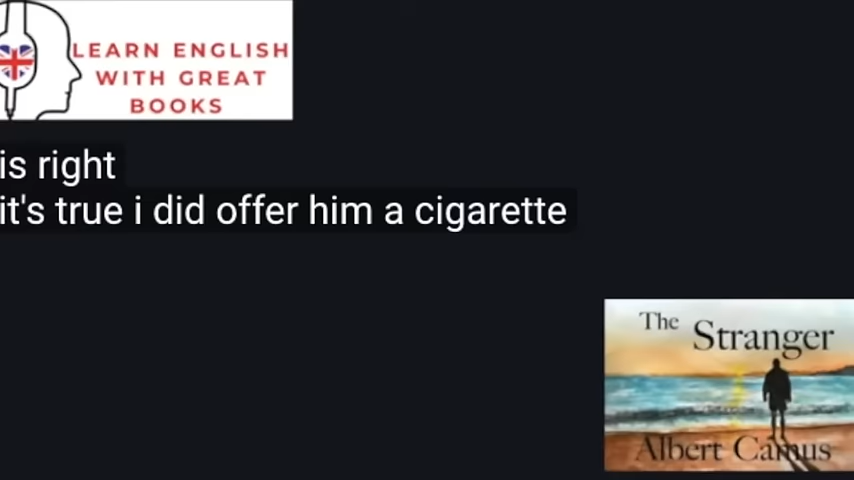 LEARN ENGLISH
WITH GREAT
BOOKS
is right
it's true i did offer him a cigarette
The Stranger
Albert Camus